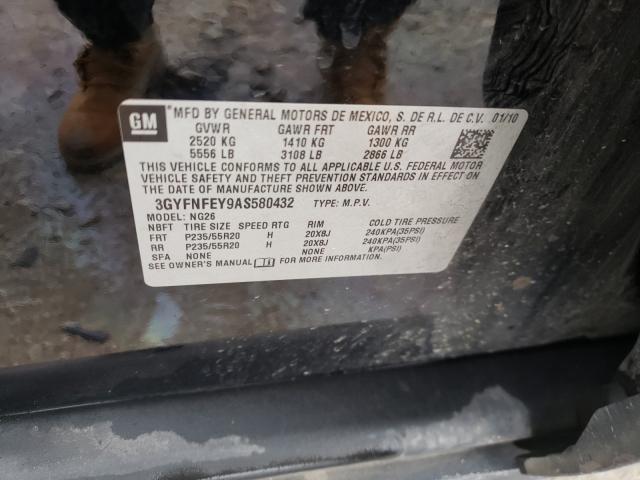 GM
*MFD BY GENERAL MOTORS DE MEXICO, S. DE R.L. DE C.V. 01/10
GVWR GAWR FRT GAWR RR
2520 KG 1410 KG 1300 KG
5556 LB 3108 LB 2866 LB
THIS VEHICLE CONFORMS TO ALL APPLICABLE U.S. FEDERAL MOTOR
VEHICLE SAFETY AND THEFT PREVENTION STANDARDS IN EFFECT ON
THE DATE OF MANUFACTURE SHOWN ABOVE.
3GYFNFEY9AS580432 TYPE: M.P.V.
MODEL: NG26
NBFT TIRE SIZE SPEED RTG RIM COLD TIRE PRESSURE
FRT P235/55R20 H 20X8J 240KPA(35PSI)
RR P235/55R20 H 20X8J 240KPA(35PSI)
SPA NONE NONE KPA(PSI)
SEE OWNER'S MANUAL FOR MORE INFORMATION.